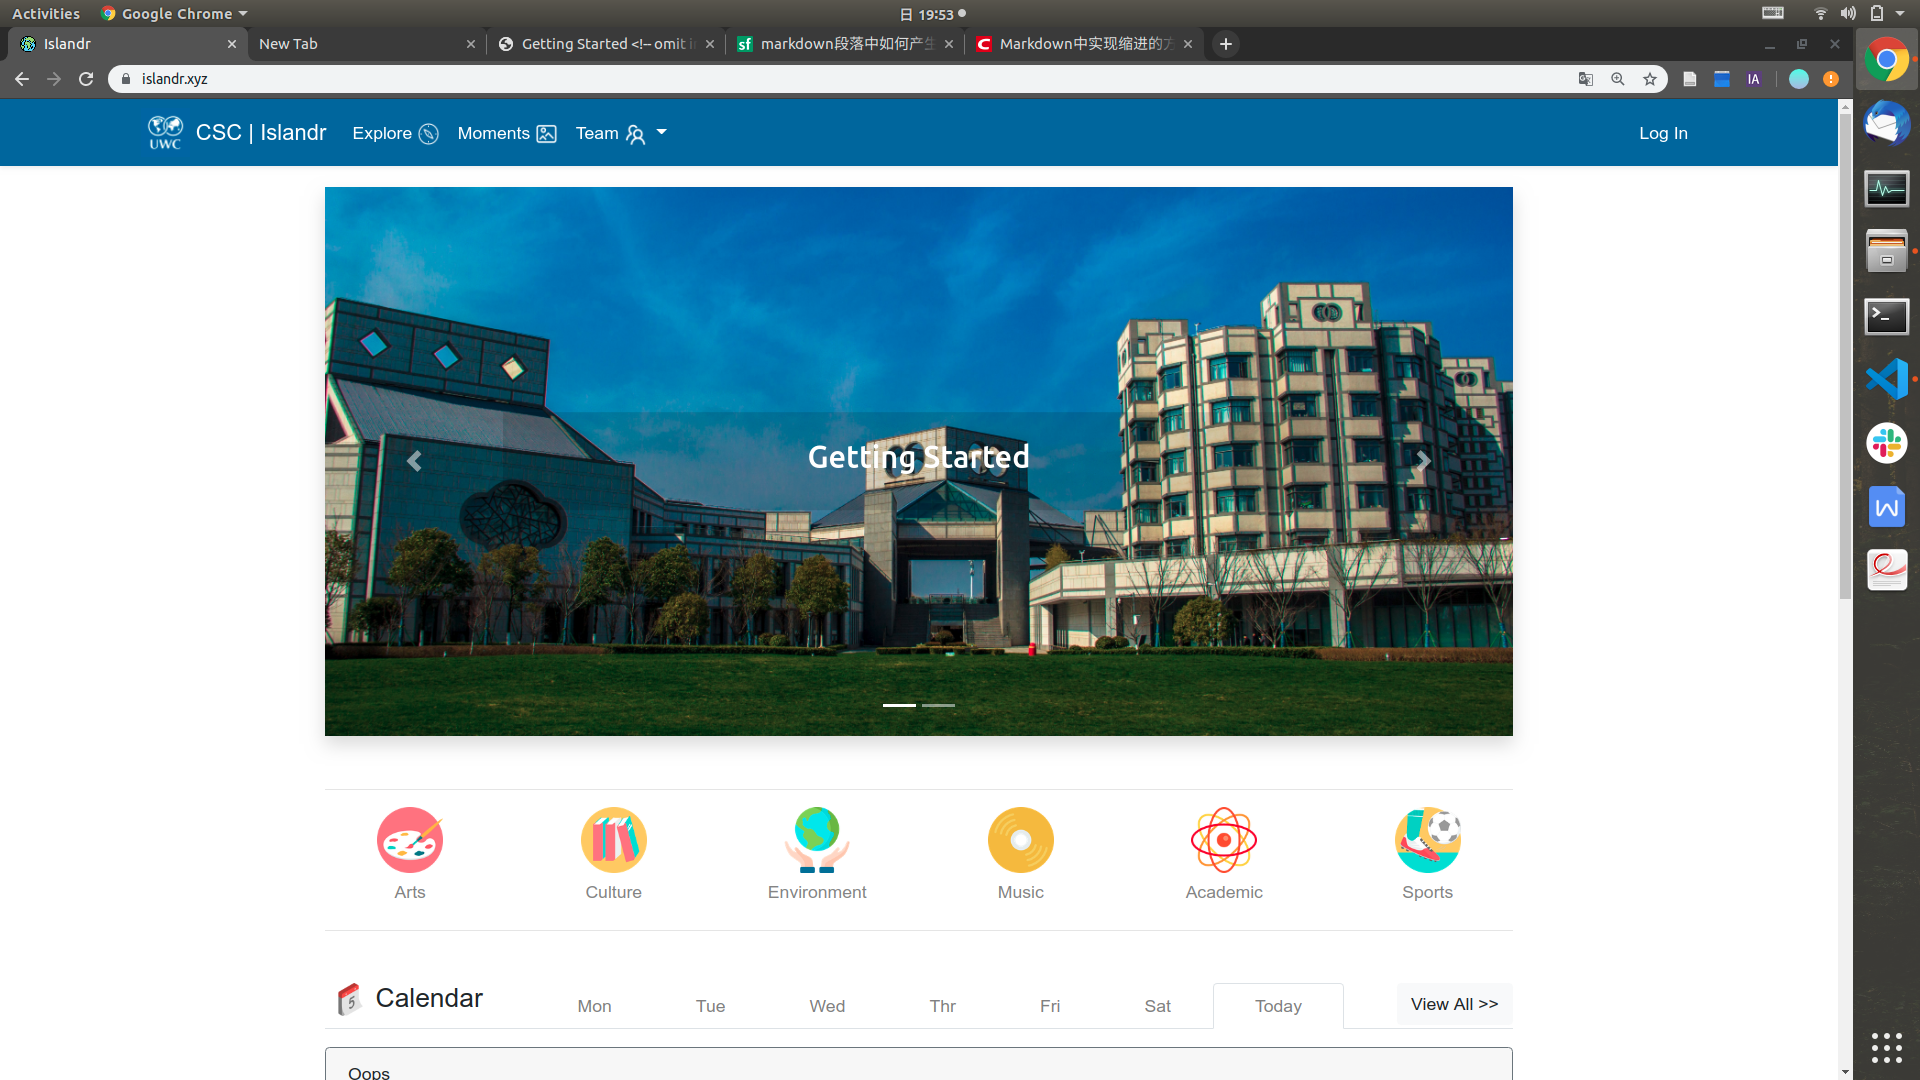 Activities
Google Chrome
日 19:53
Islandr
New Tab
Getting Started <!-- omit i
markdown段落中如何产生
Markdown中实现缩进的方
islandr.xyz
IA
UWC
CSC | Islandr
Explore
Moments
Team
Log In
Getting Started
Arts
Culture
Environment
Music
Academic
Sports
5
Calendar
Mon
Tue
Wed
Thr
Fri
Sat
Today
View All >>
Oops